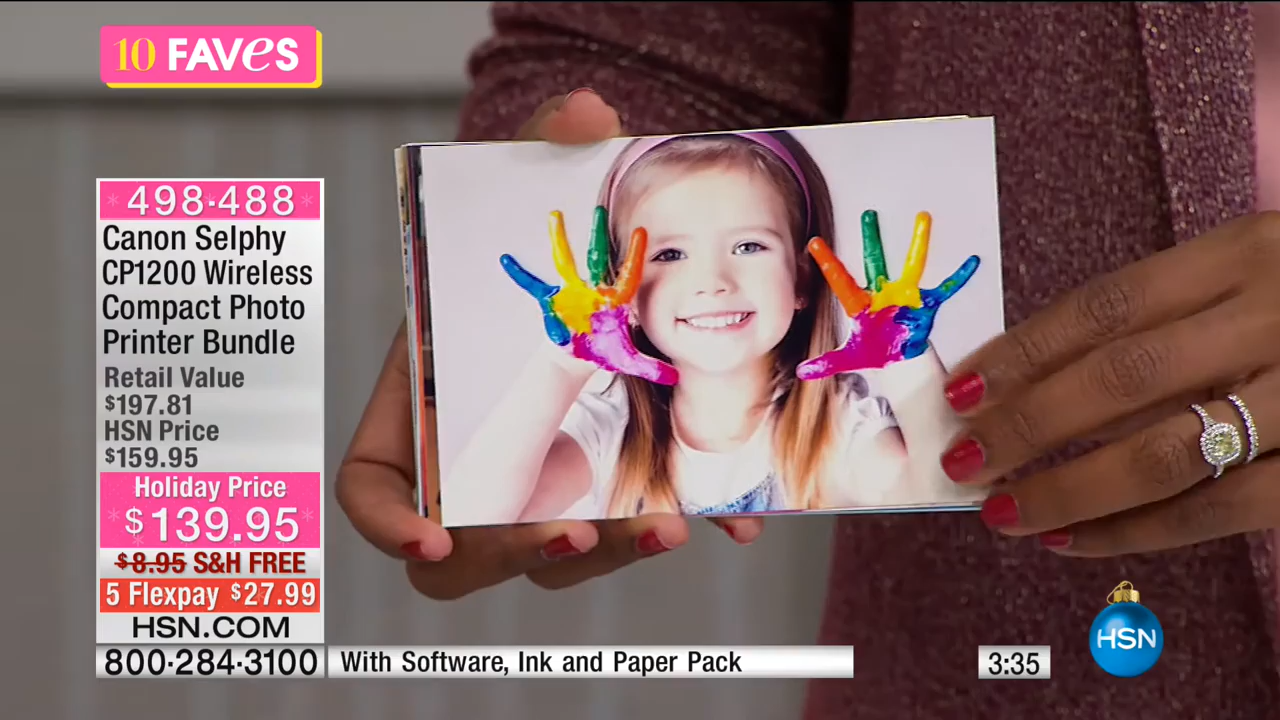 10 FAVeS
498·488
Canon Selphy
CP1200 Wireless
Compact Photo
Printer Bundle
Retail Value
$197.81
HSN Price
$159.95
Holiday Price
$139.95
$8.95 S&H FREE
5 Flexpay $27.99
HSN.COM
800·284·3100
With Software, Ink and Paper Pack
3:35
HSN